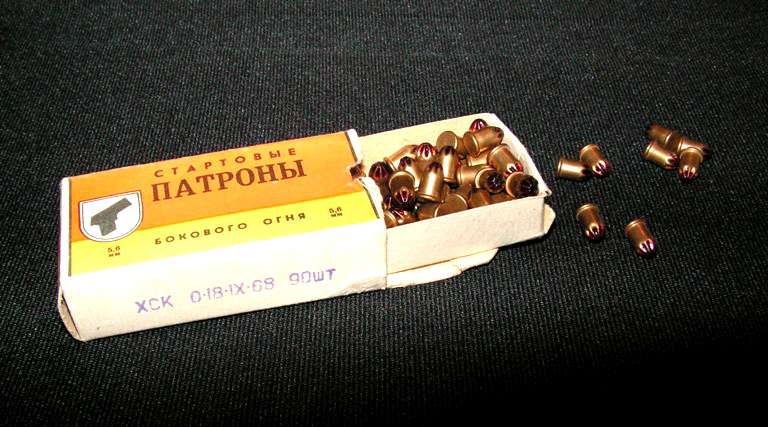 СТАРТОВЫЕ
ПАТРОНЫ
БОКОВОГО ОГНЯ
5,6
мм
5,6
мм
ХСК 0-18-IX-68 90шт